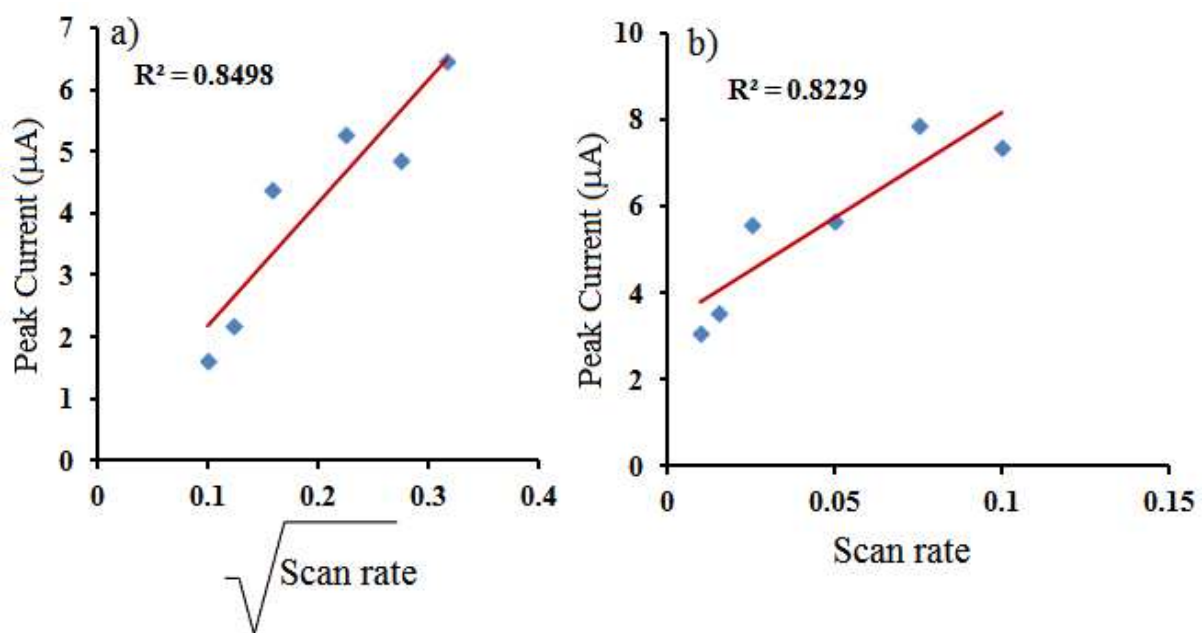 a)
R² = 0.8498
Peak Current (µA)
7
6
5
4
3
2
1
0
0 0.1 0.2 0.3 0.4
√Scan rate
b)
R² = 0.8229
Peak Current (µA)
10
8
6
4
2
0
0 0.05 0.1 0.15
Scan rate